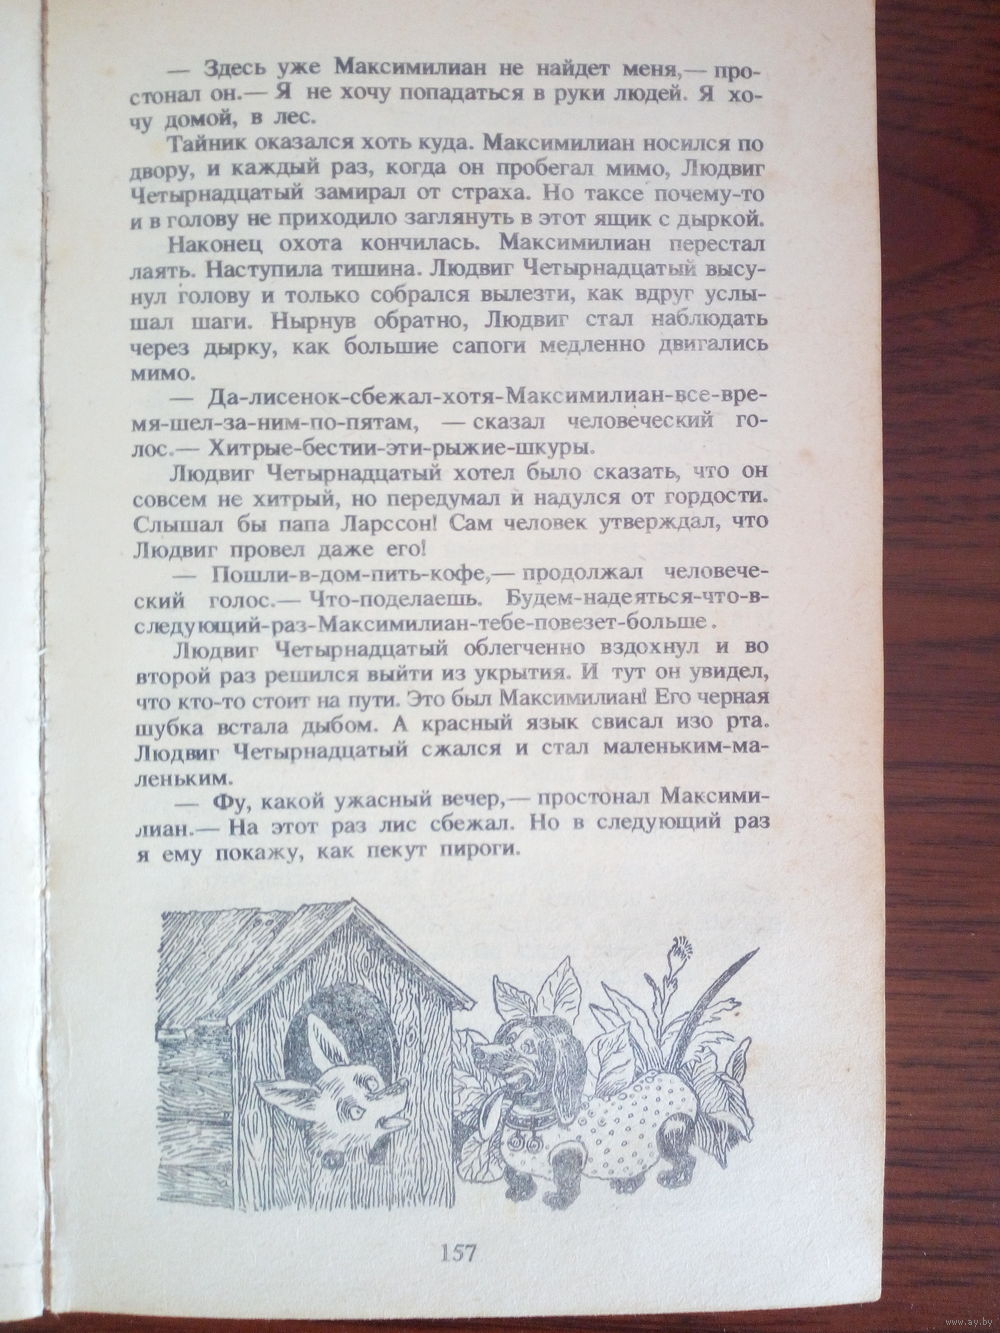 — Здесь уже Максимилиан не найдет меня,— про-
стонал он.— Я не хочу попадаться в руки людей. Я хо-
чу домой, в лес.
Тайник оказался хоть куда. Максимилиан носился по
двору, и каждый раз, когда он пробегал мимо, Людвиг
Четырнадцатый замирал от страха. Но таксе почему-то
и в голову не приходило заглянуть в этот ящик с дыркой.
Наконец охота кончилась. Максимилиан перестал
лаять. Наступила тишина. Людвиг Четырнадцатый высу-
нул голову и только собрался вылезти, как вдруг услы-
шал шаги. Нырнув обратно, Людвиг стал наблюдать
через дырку, как большие сапоги медленно двигались
мимо.
— Да-лисенок-сбежал-хотя-Максимилиан-все-вре-
мя-шел-за-ним-по-пятам, — сказал человеческий го-
лос.— Хитрые-бестии-эти-рыжие-шкуры.
Людвиг Четырнадцатый хотел было сказать, что он
совсем не хитрый, но передумал и надулся от гордости.
Слышал бы папа Ларссон! Сам человек утверждал, что
Людвиг провел даже его!
— Пошли-в-дом-пить-кофе,— продолжал человече-
ский голос.— Что-поделаешь. Будем-надеяться-что-в-
следующий-раз-Максимилиан-тебе-повезет-больше.
Людвиг Четырнадцатый облегченно вздохнул и во
второй раз решился выйти из укрытия. И тут он увидел,
что кто-то стоит на пути. Это был Максимилиан! Его черная
шубка встала дыбом. А красный язык свисал изо рта.
Людвиг Четырнадцатый сжался и стал маленьким-ма-
леньким.
— Фу, какой ужасный вечер,— простонал Максими-
лиан.— На этот раз лис сбежал. Но в следующий раз
я ему покажу, как пекут пироги.
157
www.ay.by